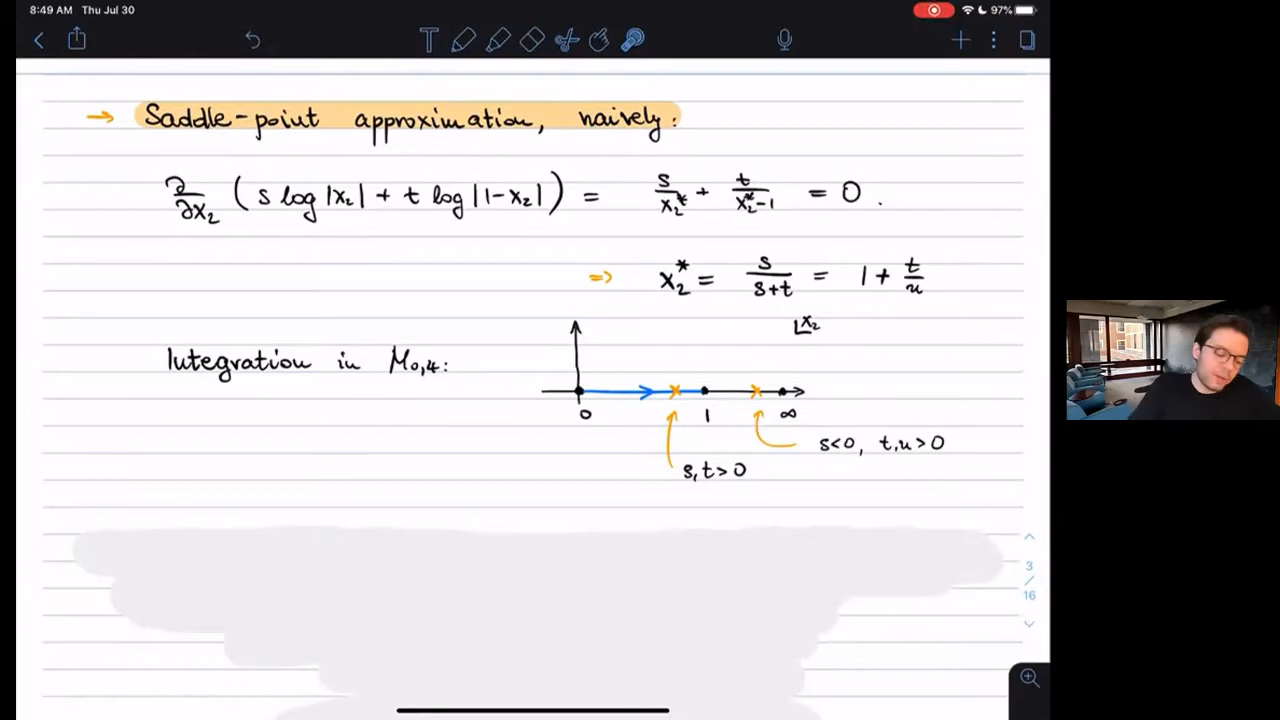 8:49 AM Thu Jul 30
97%
→ Saddle-point approximation, naively:
∂/∂x₂ ( s log|x₂| + t log|1-x₂| ) = s/x₂* + t/x₂*-1 = 0.
⇒ x₂* = s/s+t = 1 + t/u
x₂
Integration in M₀,₄:
0 1 ∞
s<0, t,u>0
s,t>0
3
/
16